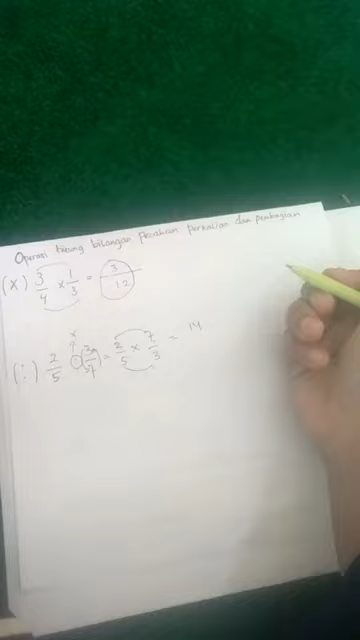 Operasi hitung bilangan pecahan perkalian dan pembagian
(x) 3/4 x 1/3 = 3/12
x
(:) 2/5 : 3/7 = 2/5 x 7/3 = 14